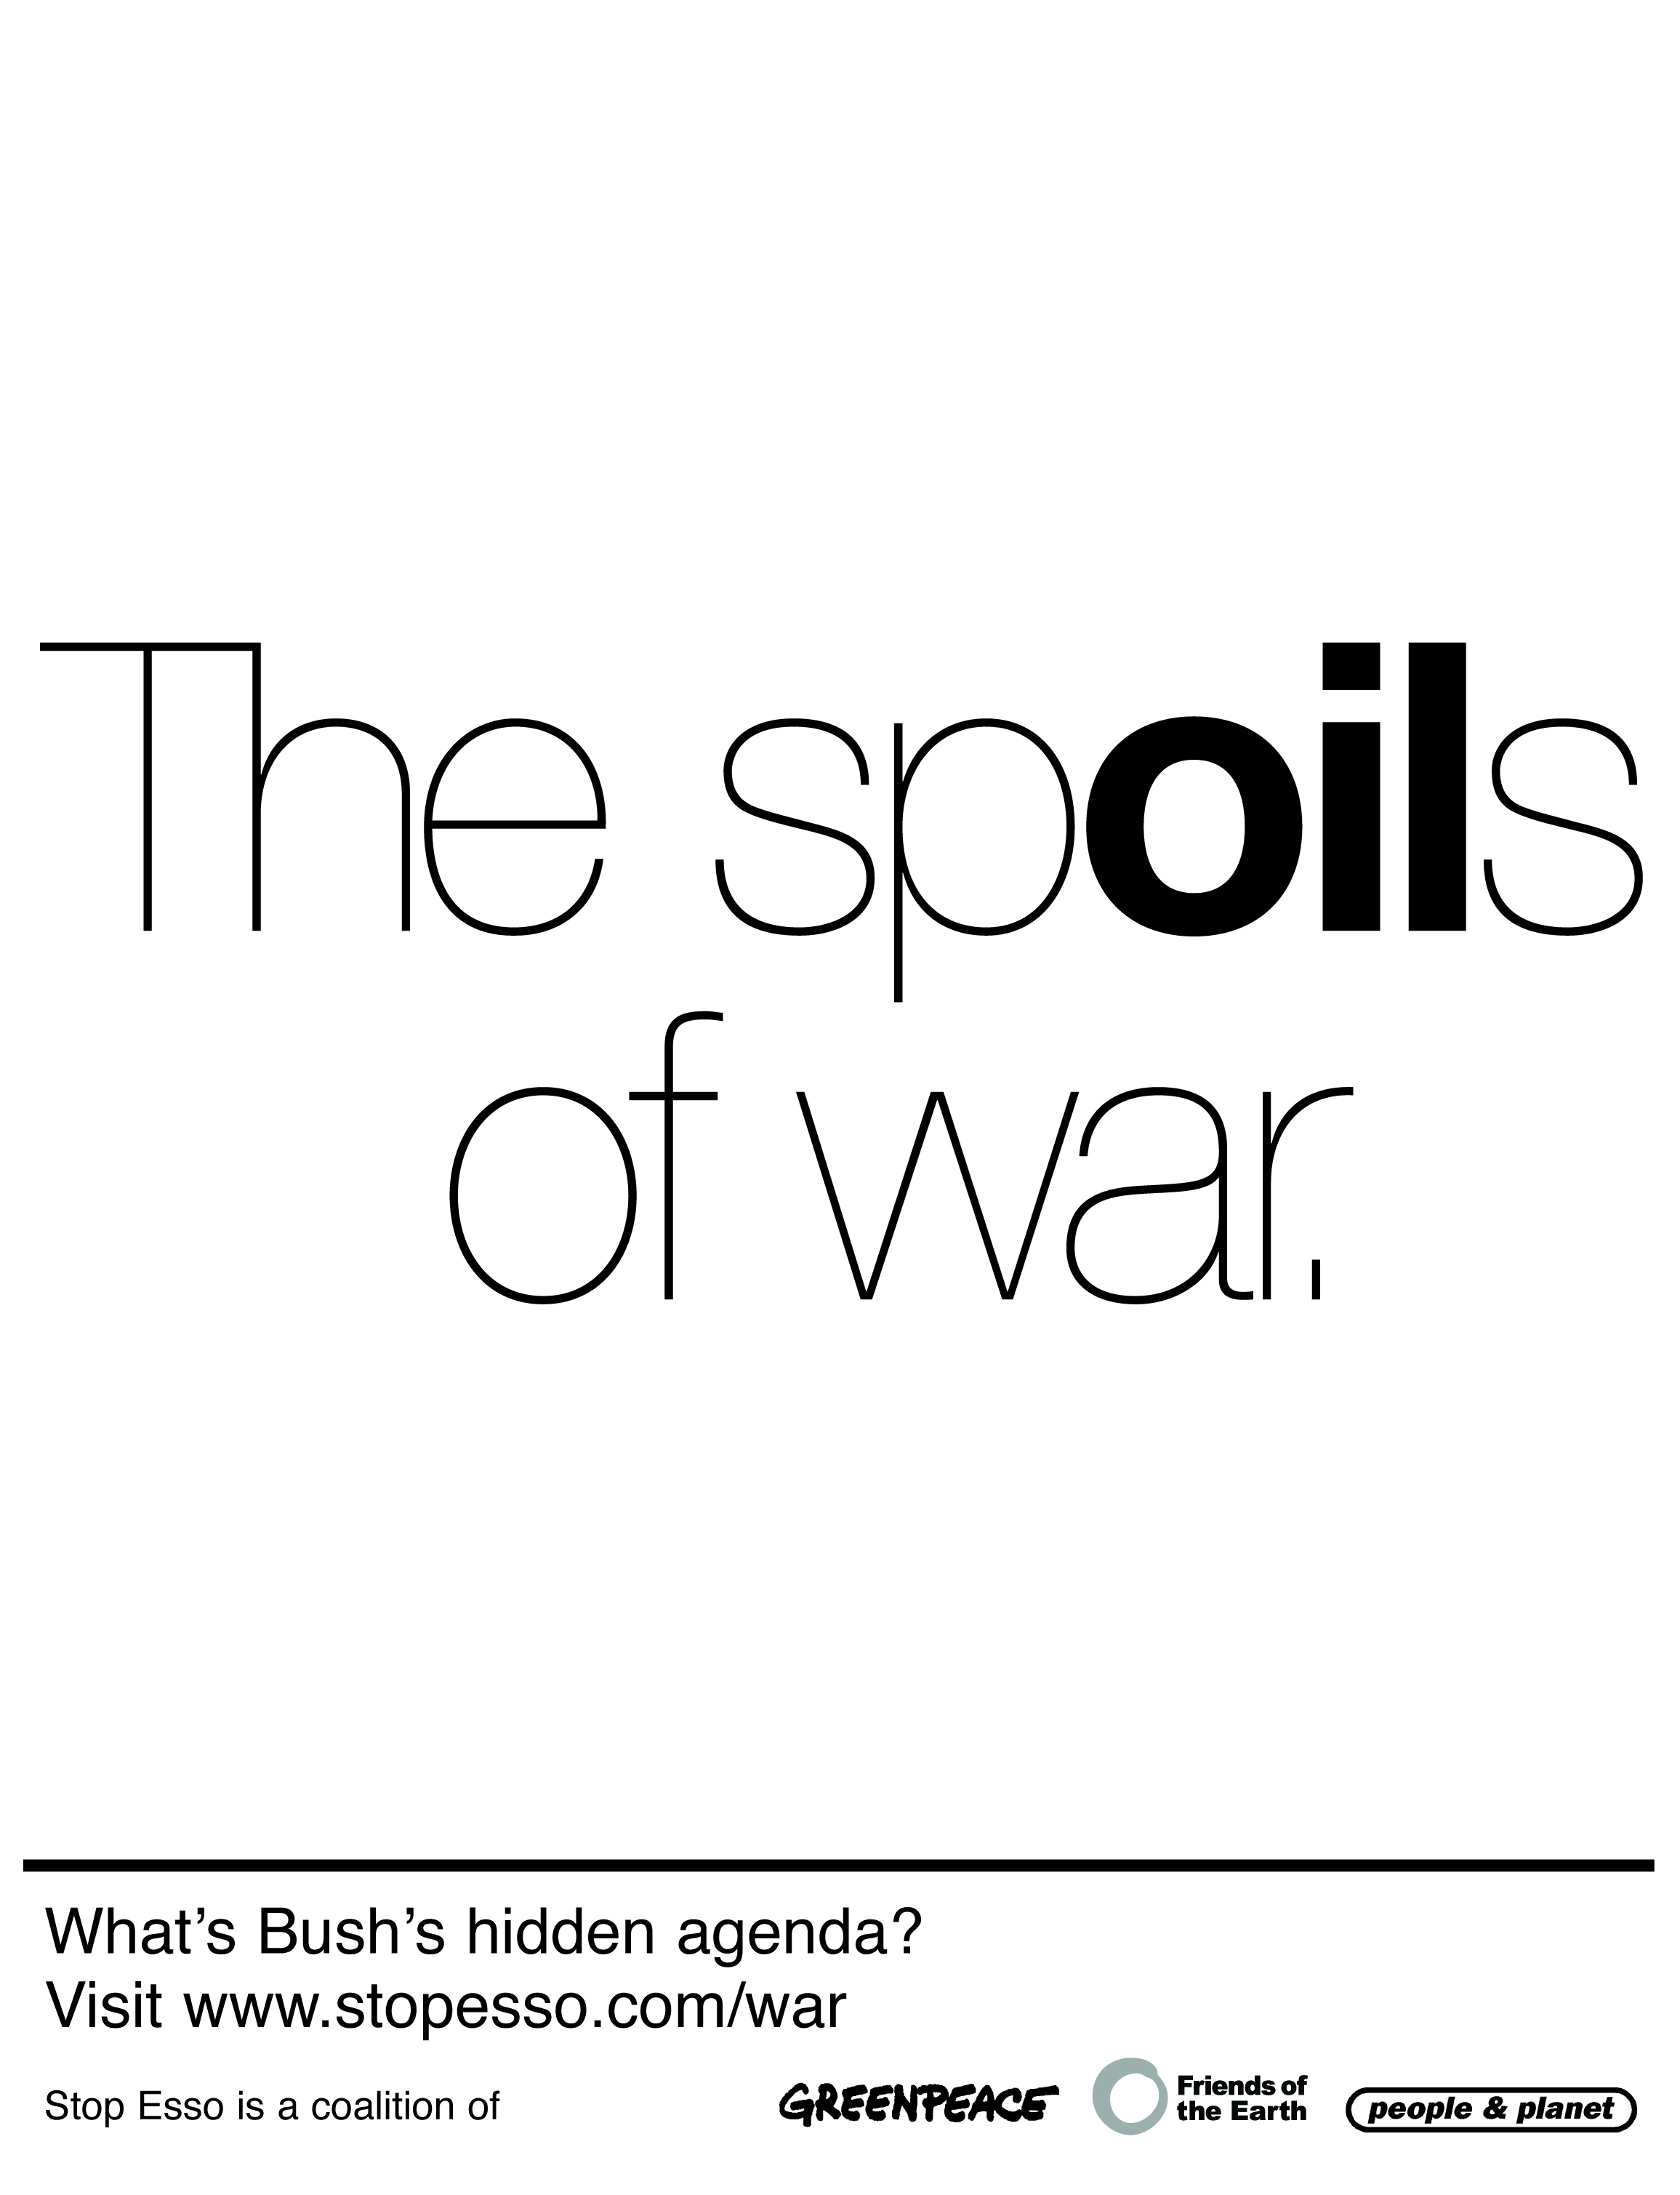 The spoils
of war.
What’s Bush’s hidden agenda?
Visit www.stopesso.com/war
Stop Esso is a coalition of
GREENPEACE
Friends of
the Earth
people & planet